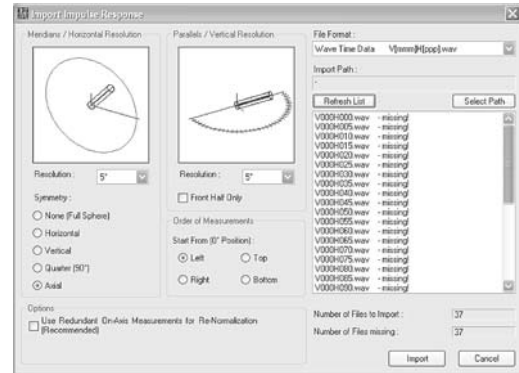 Import Impulse Response
Meridians / Horizontal Resolution
Resolution :
5°
Symmetry :
None (Full Sphere)
Horizontal
Vertical
Quarter (90°)
Axial
Parallels / Vertical Resolution
Resolution :
5°
Front Half Only
Order of Measurements
Start From (0° Position) :
Left
Top
Right
Bottom
Options
Use Redundant On-Axis Measurements for Re-Normalization
(Recommended)
File Format :
Wave Time Data V[mmm]H[ppp].wav
Import Path :
-
Refresh List
Select Path
V000H000.wav - missing!
V000H005.wav - missing!
V000H010.wav - missing!
V000H015.wav - missing!
V000H020.wav - missing!
V000H025.wav - missing!
V000H030.wav - missing!
V000H035.wav - missing!
V000H040.wav - missing!
V000H045.wav - missing!
V000H050.wav - missing!
V000H055.wav - missing!
V000H060.wav - missing!
V000H065.wav - missing!
V000H070.wav - missing!
V000H075.wav - missing!
V000H080.wav - missing!
V000H085.wav - missing!
V000H090.wav - missing!
Number of Files to Import :
37
Number of Files missing :
37
Import
Cancel